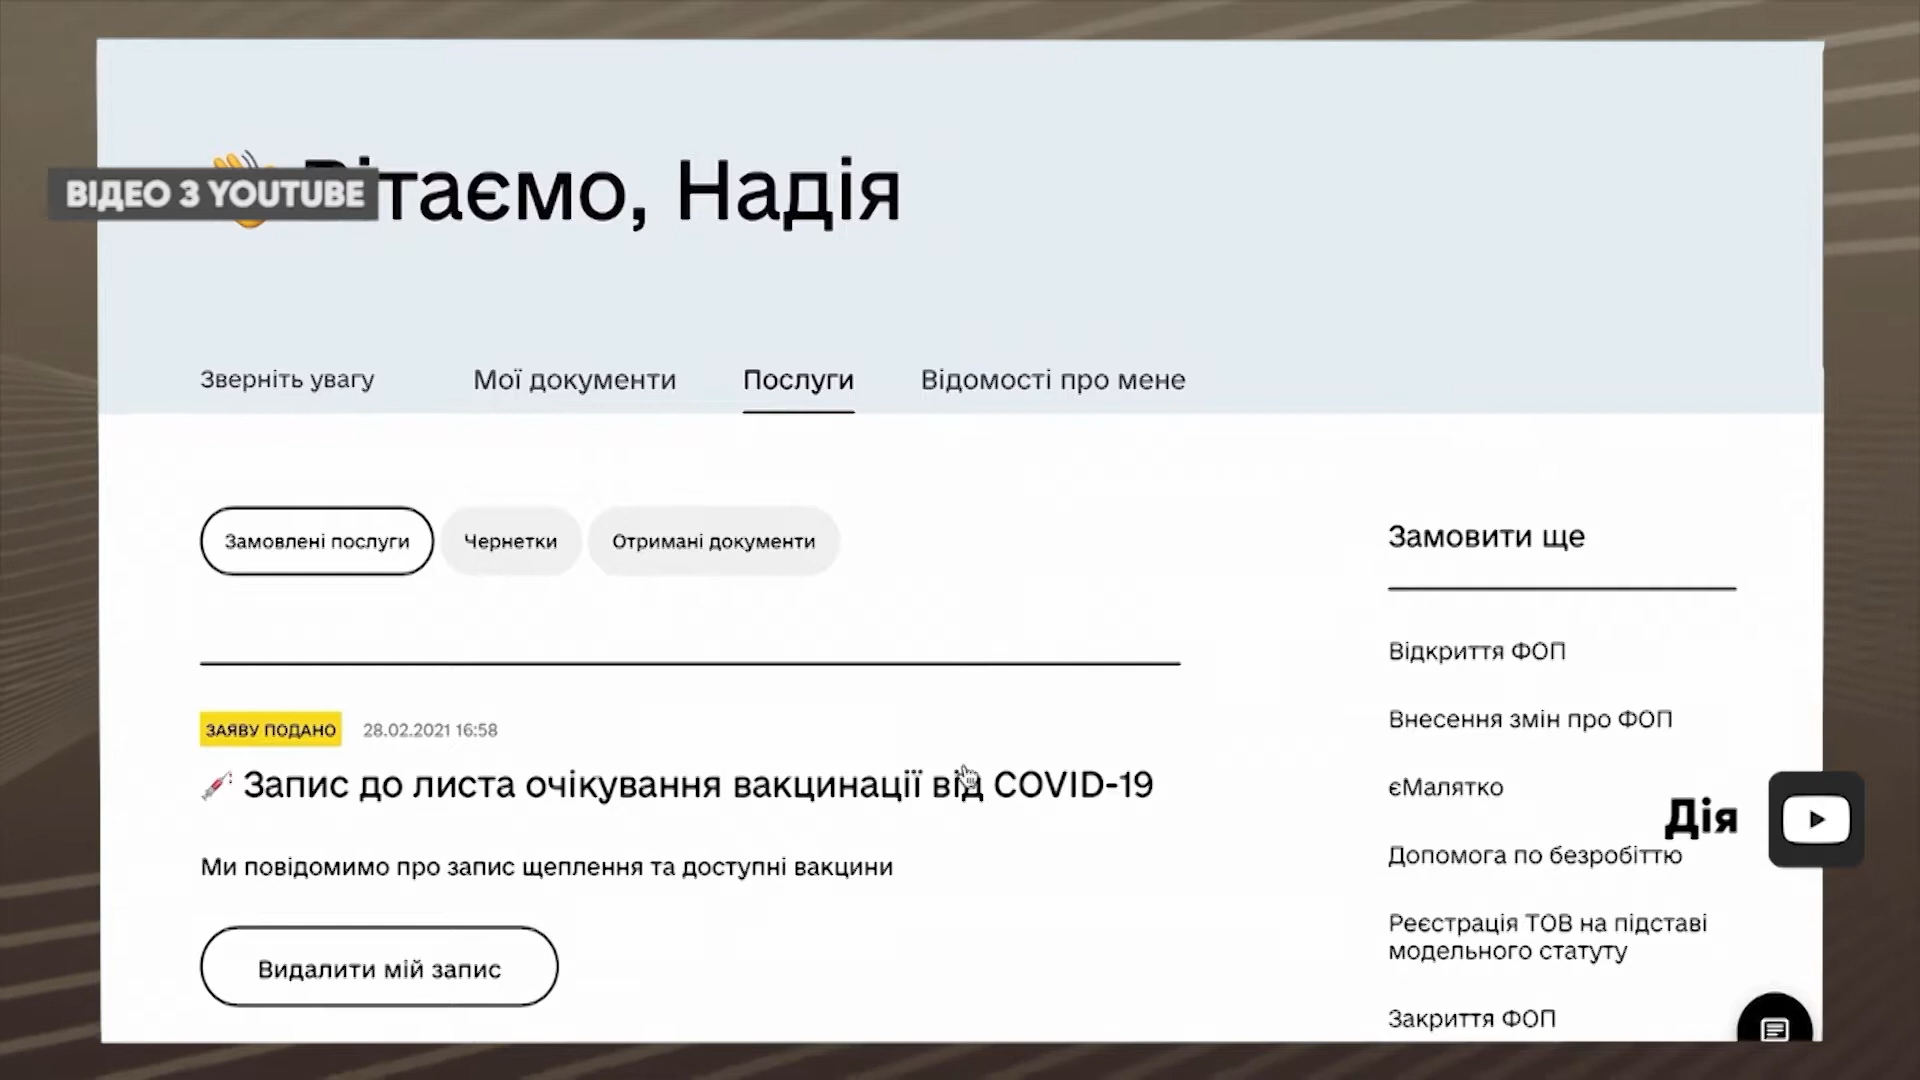 ВІДЕО З YOUTUBE
Вітаємо, Надія
Зверніть увагу
Мої документи
Послуги
Відомості про мене
Замовлені послуги
Чернетки
Отримані документи
ЗАЯВУ ПОДАНО 28.02.2021 16:58
Запис до листа очікування вакцинації від COVID-19
Ми повідомимо про запис щеплення та доступні вакцини
Видалити мій запис
Замовити ще
Відкриття ФОП
Внесення змін про ФОП
єМалятко
Допомога по безробіттю
Реєстрація ТОВ на підставі
модельного статуту
Закриття ФОП
Дія